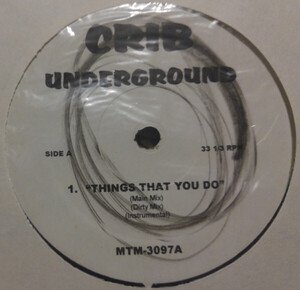 CRIB
UNDERGROUND
SIDE A
33 1/3 RPM
1. "THINGS THAT YOU DO"
(Main Mix)
(Dirty Mix)
(Instrumental)
MTM-3097A